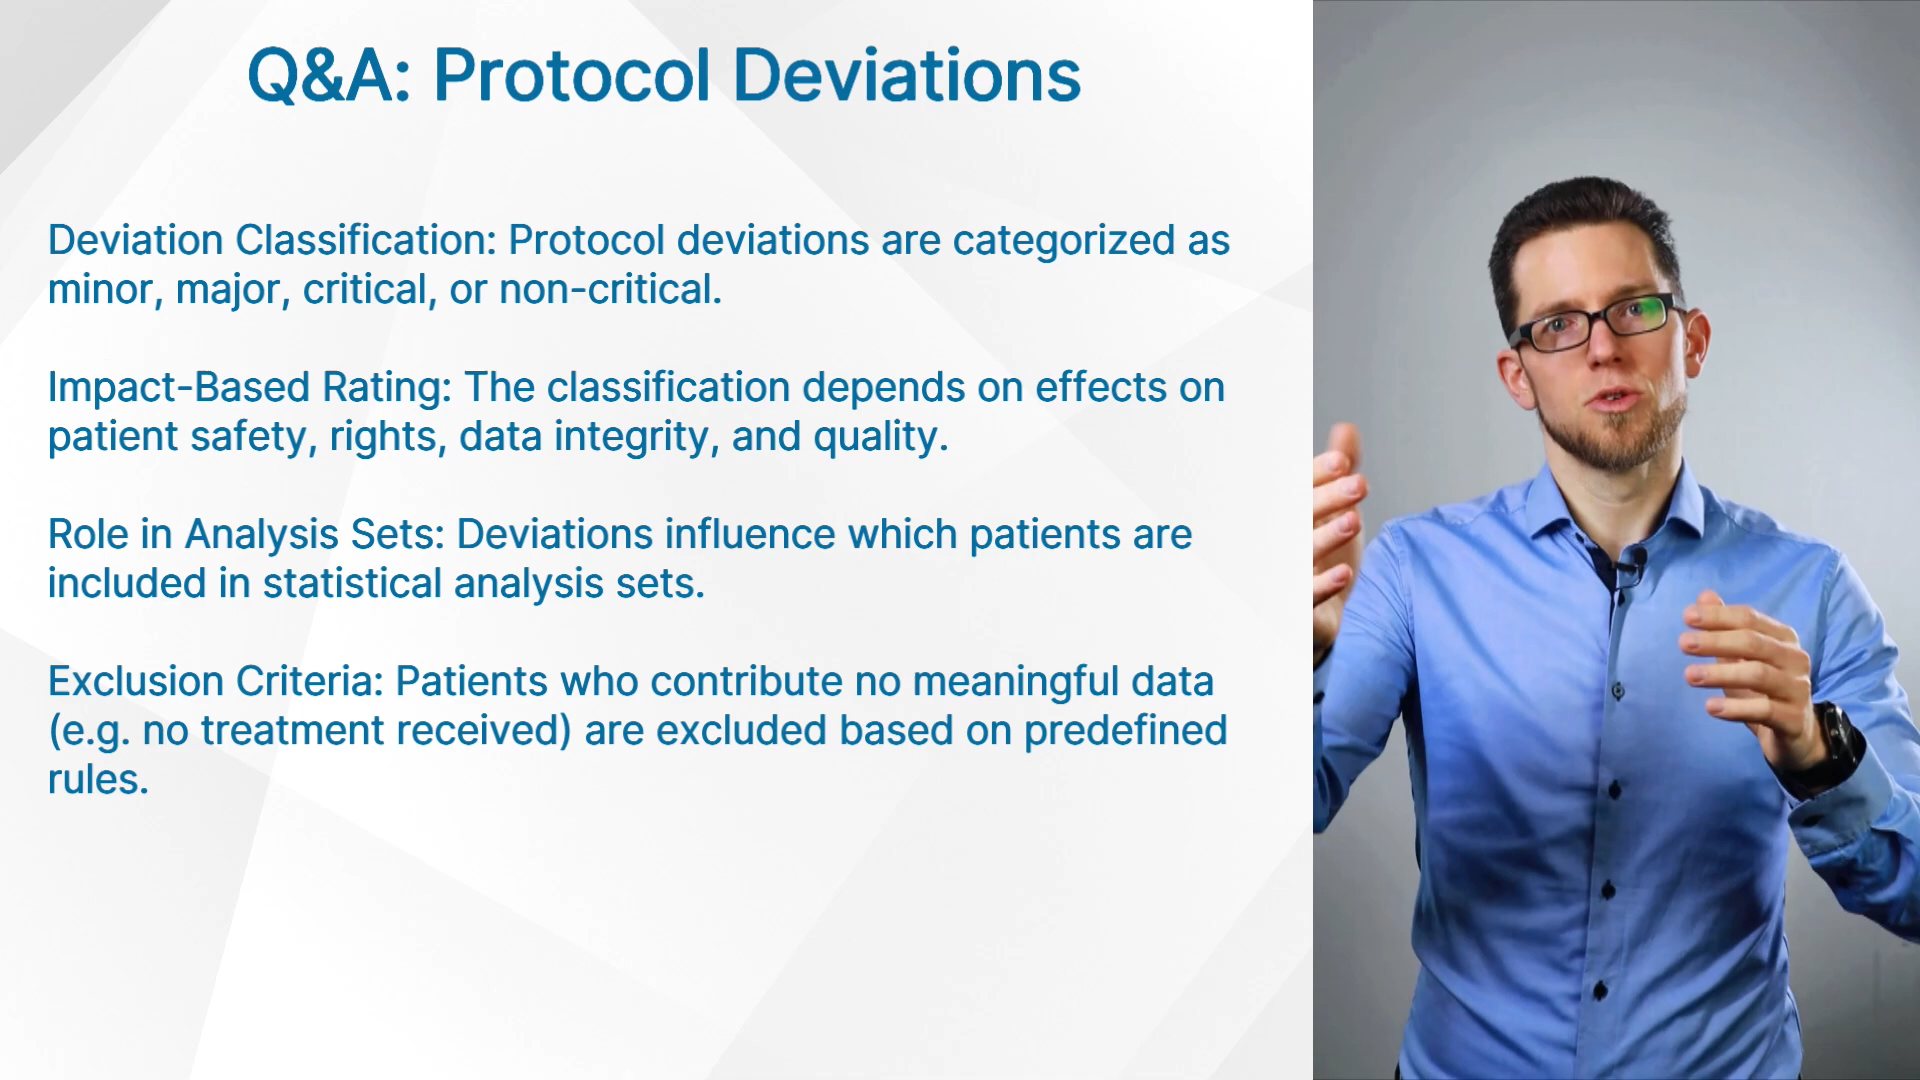 Q&A: Protocol Deviations
Deviation Classification: Protocol deviations are categorized as
minor, major, critical, or non-critical.
Impact-Based Rating: The classification depends on effects on
patient safety, rights, data integrity, and quality.
Role in Analysis Sets: Deviations influence which patients are
included in statistical analysis sets.
Exclusion Criteria: Patients who contribute no meaningful data
(e.g. no treatment received) are excluded based on predefined
rules.